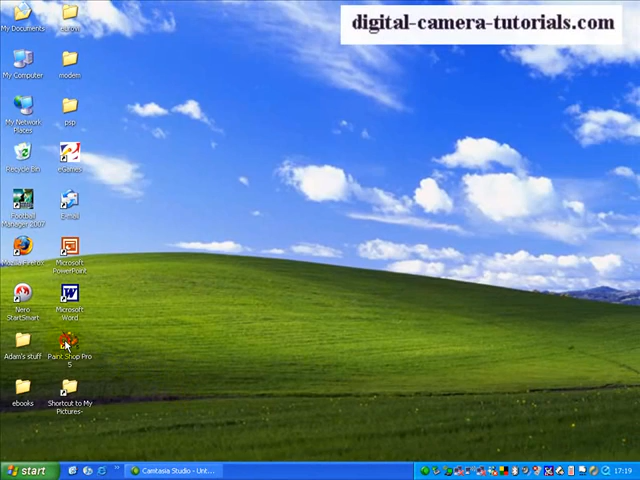 digital-camera-tutorials.com
My Documents
My Computer
modem
My Network
Places
psp
Recycle Bin
eGames
Football
Manager 2007
E-mail
Mozilla Firefox
Microsoft
PowerPoint
Nero
StartSmart
Microsoft
Word
Adam's stuff
Paint Shop Pro
5
ebooks
Shortcut to My
Pictures-
start
Camtasia Studio - Unt...
17:19